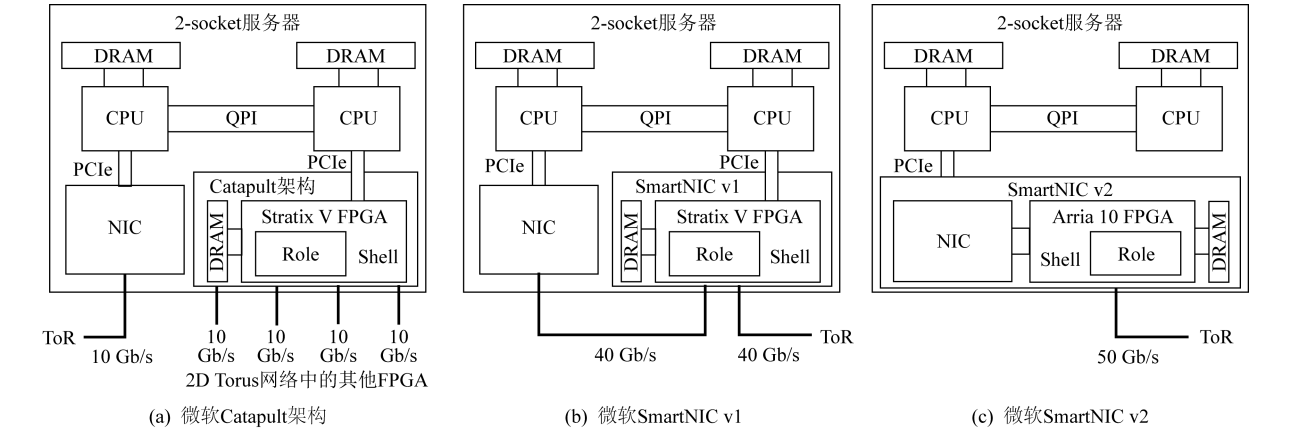 2-socket服务器
DRAM
DRAM
CPU
QPI
CPU
PCIe
PCIe
NIC
Catapult架构
DRAM
Stratix V FPGA
Role
Shell
ToR
10 Gb/s
10
Gb/s
10
Gb/s
10
Gb/s
10
Gb/s
2D Torus网络中的其他FPGA
(a) 微软Catapult架构
2-socket服务器
DRAM
DRAM
CPU
QPI
CPU
PCIe
PCIe
NIC
SmartNIC v1
DRAM
Stratix V FPGA
Role
Shell
40 Gb/s
40 Gb/s
ToR
(b) 微软SmartNIC v1
2-socket服务器
DRAM
DRAM
CPU
QPI
CPU
PCIe
SmartNIC v2
NIC
Arria 10 FPGA
Shell
Role
DRAM
ToR
50 Gb/s
(c) 微软SmartNIC v2